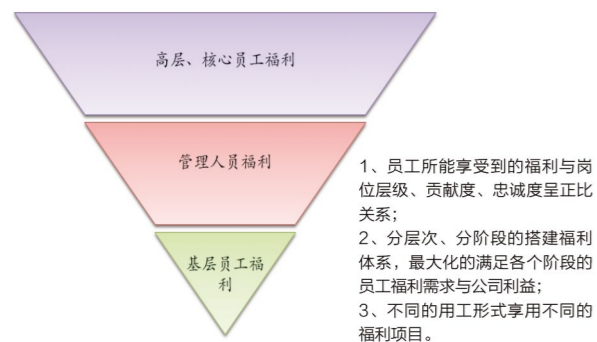 高层、核心员工福利
管理人员福利
基层员工福
利
1、员工所能享受到的福利与岗
位层级、贡献度、忠诚度呈正比
关系；
2、分层次、分阶段的搭建福利
体系，最大化的满足各个阶段的
员工福利需求与公司利益；
3、不同的用工形式享用不同的
福利项目。